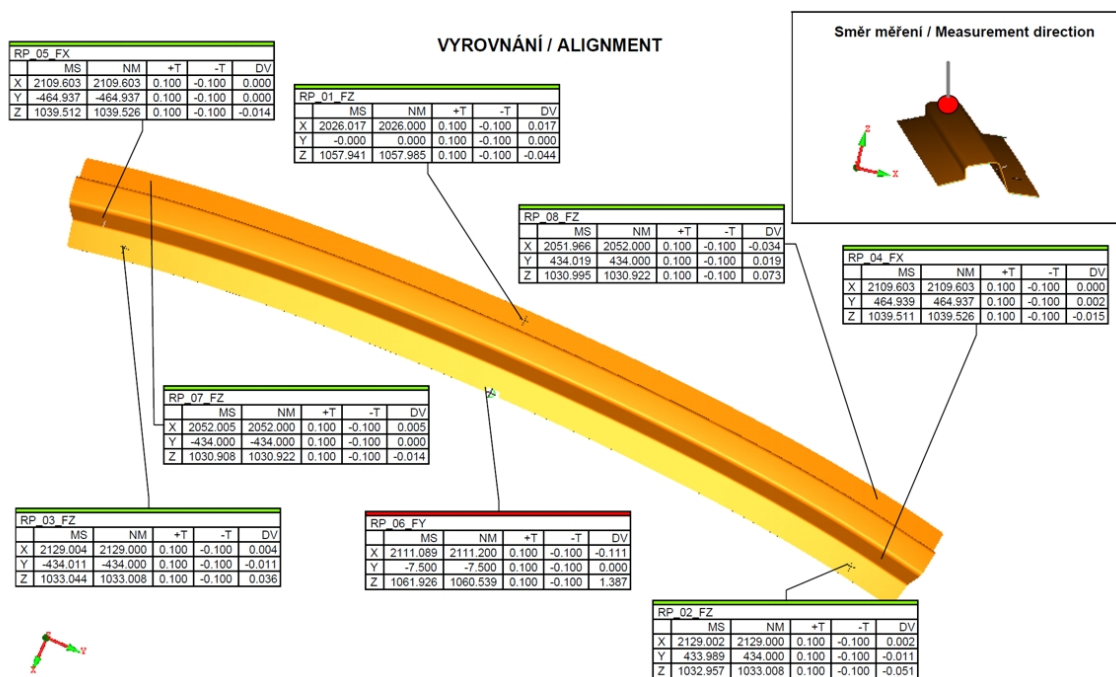 VYROVNÁNÍ / ALIGNMENT
Směr měření / Measurement direction
Z
X
RP_05_FX
MS NM +T -T DV
X 2109.603 2109.603 0.100 -0.100 0.000
Y -464.937 -464.937 0.100 -0.100 0.000
Z 1039.512 1039.526 0.100 -0.100 -0.014
RP_01_FZ
MS NM +T -T DV
X 2026.017 2026.000 0.100 -0.100 0.017
Y -0.000 0.000 0.100 -0.100 0.000
Z 1057.941 1057.985 0.100 -0.100 -0.044
RP_08_FZ
MS NM +T -T DV
X 2051.966 2052.000 0.100 -0.100 -0.034
Y 434.019 434.000 0.100 -0.100 0.019
Z 1030.995 1030.922 0.100 -0.100 0.073
RP_04_FX
MS NM +T -T DV
X 2109.603 2109.603 0.100 -0.100 0.000
Y 464.939 464.937 0.100 -0.100 0.002
Z 1039.511 1039.526 0.100 -0.100 -0.015
RP_07_FZ
MS NM +T -T DV
X 2052.005 2052.000 0.100 -0.100 0.005
Y -434.000 -434.000 0.100 -0.100 0.000
Z 1030.908 1030.922 0.100 -0.100 -0.014
RP_03_FZ
MS NM +T -T DV
X 2129.004 2129.000 0.100 -0.100 0.004
Y -434.011 -434.000 0.100 -0.100 -0.011
Z 1033.044 1033.008 0.100 -0.100 0.036
RP_06_FY
MS NM +T -T DV
X 2111.089 2111.200 0.100 -0.100 -0.111
Y -7.500 -7.500 0.100 -0.100 0.000
Z 1061.926 1060.539 0.100 -0.100 1.387
RP_02_FZ
MS NM +T -T DV
X 2129.002 2129.000 0.100 -0.100 0.002
Y 433.989 434.000 0.100 -0.100 -0.011
Z 1032.957 1033.008 0.100 -0.100 -0.051
Y
X